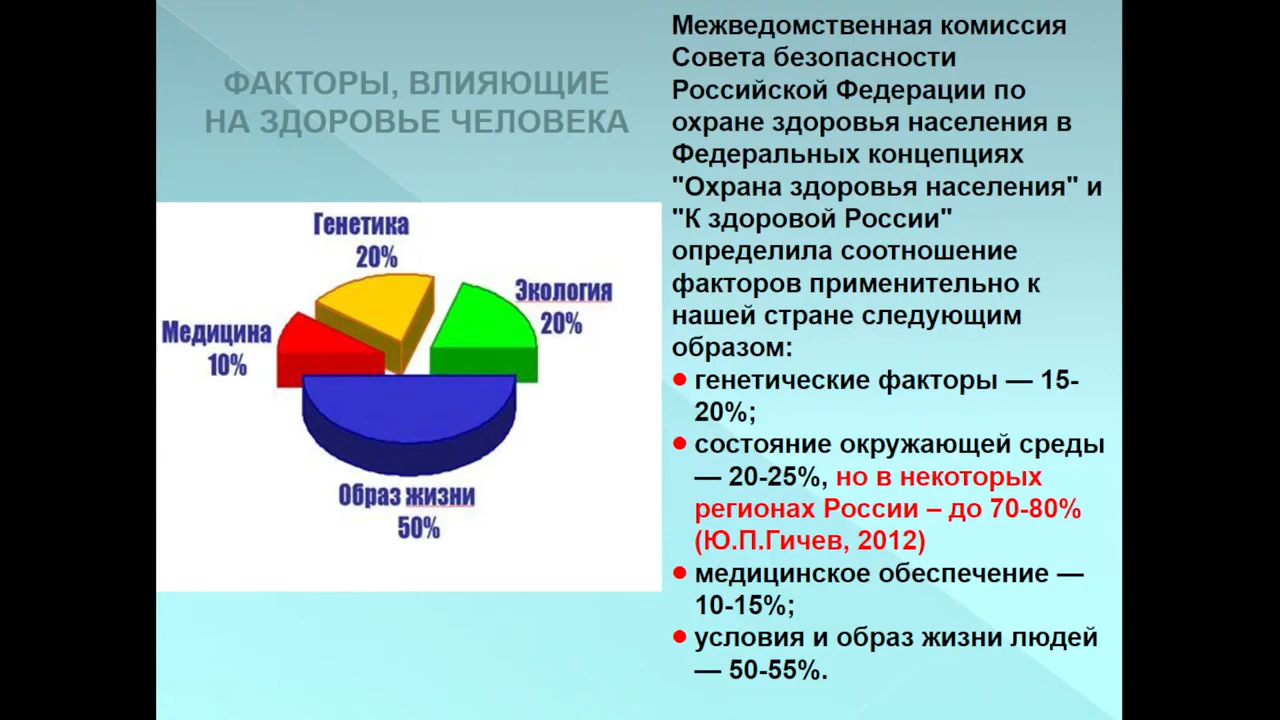 ФАКТОРЫ, ВЛИЯЮЩИЕ
НА ЗДОРОВЬЕ ЧЕЛОВЕКА
Генетика
20%
Экология
20%
Медицина
10%
Образ жизни
50%
Межведомственная комиссия
Совета безопасности
Российской Федерации по
охране здоровья населения в
Федеральных концепциях
"Охрана здоровья населения" и
"К здоровой России"
определила соотношение
факторов применительно к
нашей стране следующим
образом:
генетические факторы — 15-
20%;
состояние окружающей среды
— 20-25%, но в некоторых
регионах России – до 70-80%
(Ю.П.Гичев, 2012)
медицинское обеспечение —
10-15%;
условия и образ жизни людей
— 50-55%.